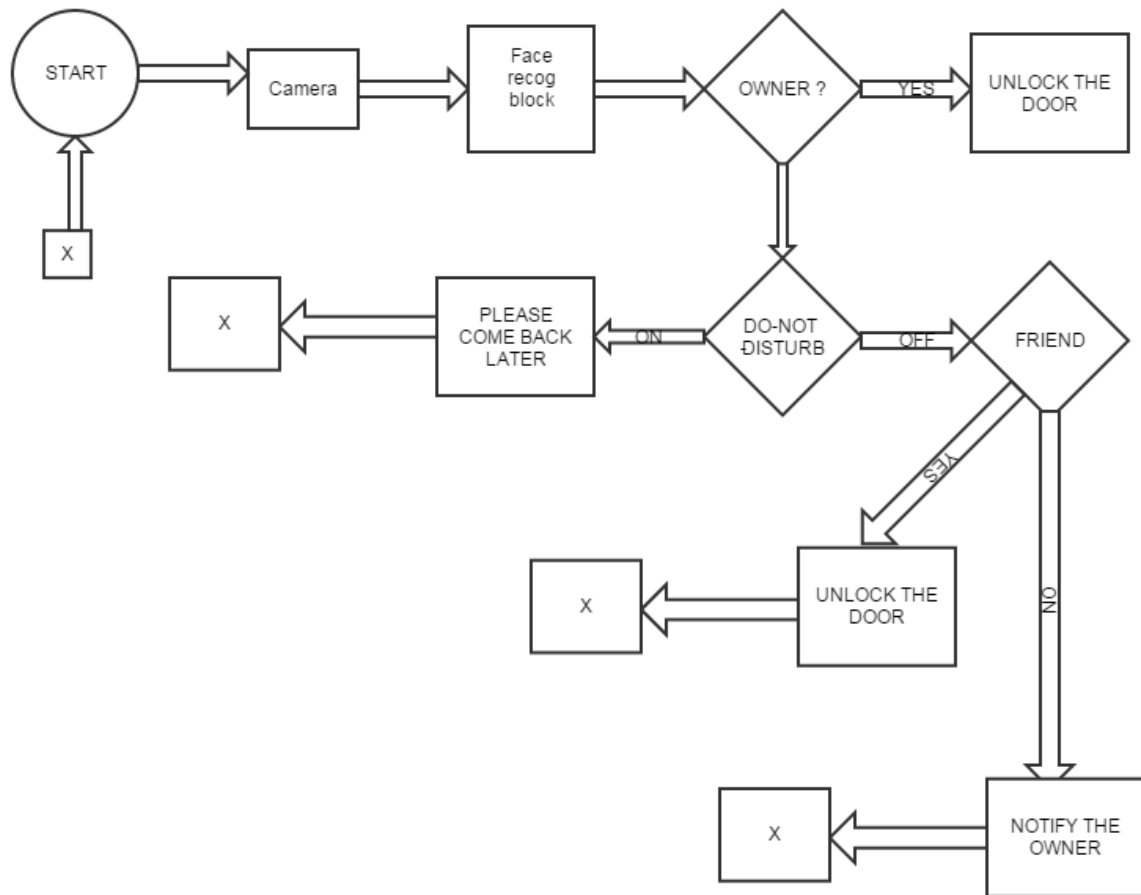 START
Camera
Face
recog
block
OWNER ?
YES
UNLOCK THE
DOOR
X
X
PLEASE
COME BACK
LATER
ON
DO-NOT
-DISTURB
OFF
FRIEND
YES
NO
X
UNLOCK THE
DOOR
X
NOTIFY THE
OWNER